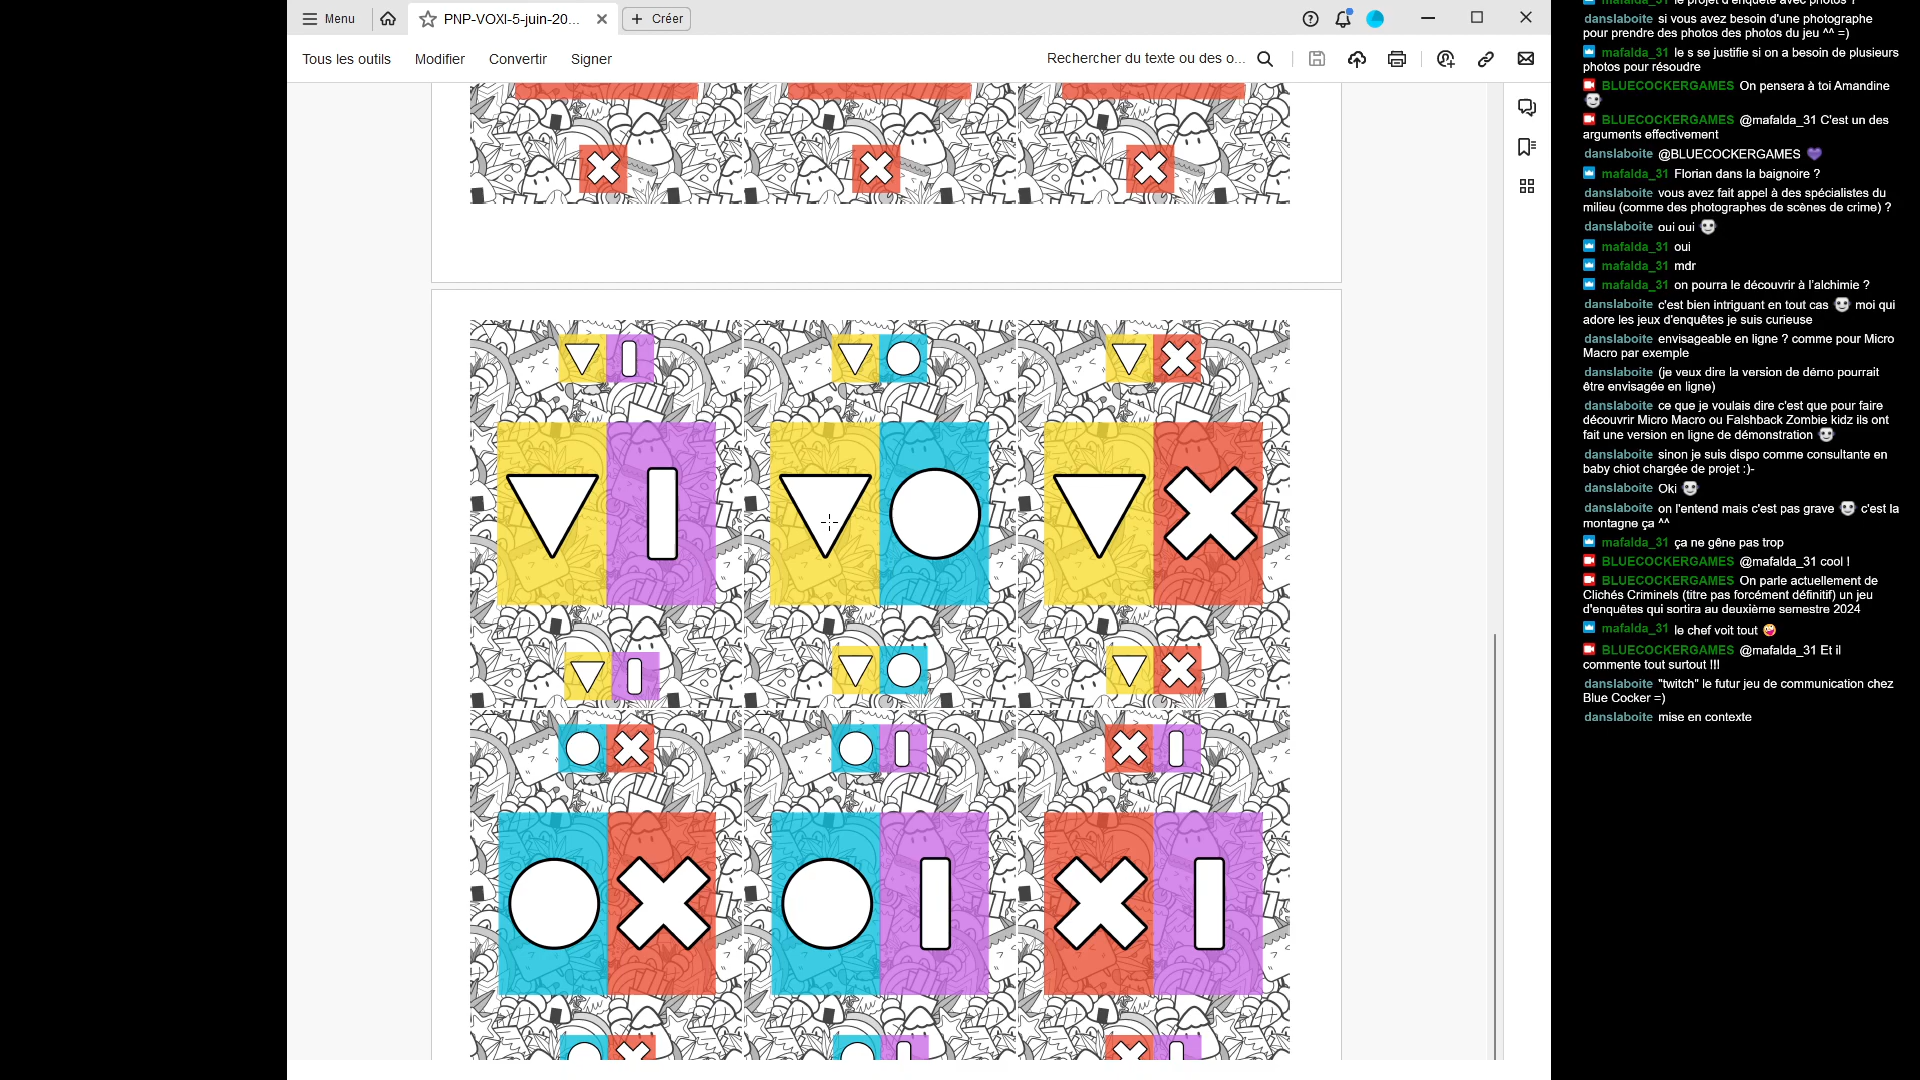 Menu
PNP-VOXI-5-juin-20...
Créer
Tous les outils
Modifier
Convertir
Signer
Rechercher du texte ou des o...
danslaboite si vous avez besoin d'une photographe
pour prendre des photos des photos du jeu ^^ =)
mafalda_31 le s se justifie si on a besoin de plusieurs
photos pour résoudre
BLUECOCKERGAMES On pensera à toi Amandine
BLUECOCKERGAMES @mafalda_31 C'est un des
arguments effectivement
danslaboite @BLUECOCKERGAMES
mafalda_31 Florian dans la baignoire ?
danslaboite vous avez fait appel à des spécialistes du
milieu (comme des photographes de scènes de crime) ?
danslaboite oui oui
mafalda_31 oui
mafalda_31 mdr
mafalda_31 on pourra le découvrir à l'alchimie ?
danslaboite c'est bien intriguant en tout cas moi qui
adore les jeux d'enquêtes je suis curieuse
danslaboite envisageable en ligne ? comme pour Micro
Macro par exemple
danslaboite (je veux dire la version de démo pourrait
être envisagée en ligne)
danslaboite ce que je voulais dire c'est que pour faire
découvrir Micro Macro ou Falshback Zombie kidz ils ont
fait une version en ligne de démonstration
danslaboite sinon je suis dispo comme consultante en
baby chiot chargée de projet :)-
danslaboite Oki
danslaboite on l'entend mais c'est pas grave c'est la
montagne ça ^^
mafalda_31 ça ne gêne pas trop
BLUECOCKERGAMES @mafalda_31 cool !
BLUECOCKERGAMES On parle actuellement de
Clichés Criminels (titre pas forcément définitif) un jeu
d'enquêtes qui sortira au deuxième semestre 2024
mafalda_31 le chef voit tout
BLUECOCKERGAMES @mafalda_31 Et il
commente tout surtout !!!
danslaboite "twitch" le futur jeu de communication chez
Blue Cocker =)
danslaboite mise en contexte